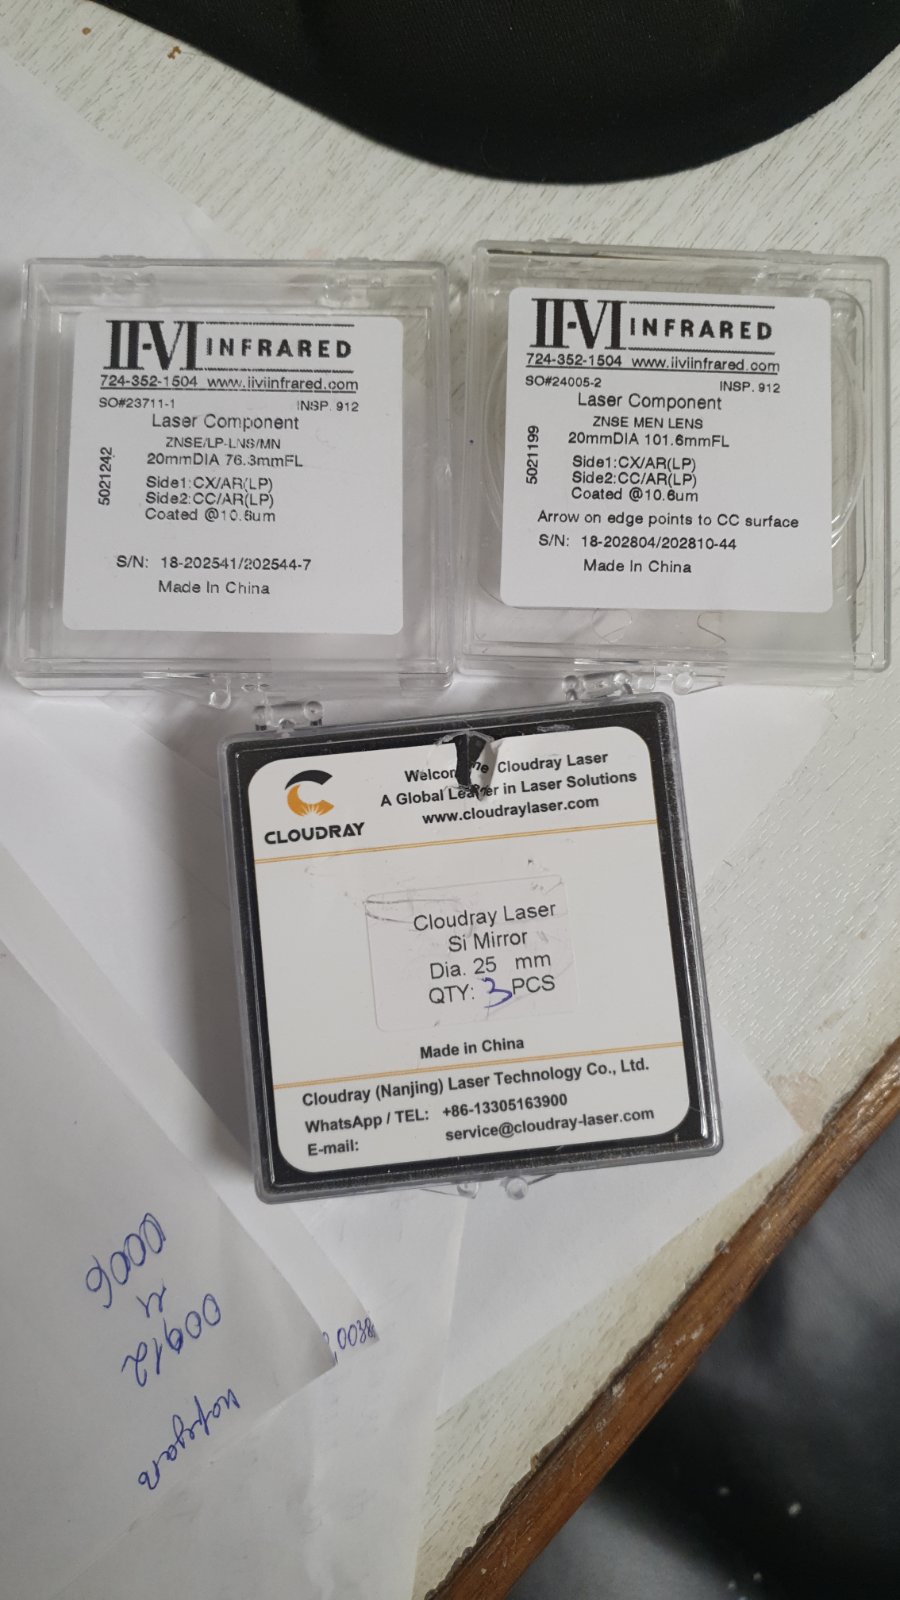 II-VI INFRARED
724-352-1504 www.iiviinfrared.com
SO#23711-1 INSP. 912
Laser Component
ZNSE/LP-LNS/MN
20mmDIA 76.3mmFL
Side1:CX/AR(LP)
Side2:CC/AR(LP)
Coated @10.6um
5021242
S/N: 18-202541/202544-7
Made In China
II-VI INFRARED
724-352-1504 www.iiviinfrared.com
SO#24005-2 INSP. 912
Laser Component
ZNSE MEN LENS
20mmDIA 101.6mmFL
Side1:CX/AR(LP)
Side2:CC/AR(LP)
Coated @10.6um
5021199
Arrow on edge points to CC surface
S/N: 18-202804/202810-44
Made In China
CLOUDRAY
Cloudray Laser
A Global in Laser Solutions
www.cloudraylaser.com
Cloudray Laser
Si Mirror
Dia. 25 mm
QTY: 3 PCS
Made in China
Cloudray (Nanjing) Laser Technology Co., Ltd.
WhatsApp / TEL: +86-13305163900
E-mail: service@cloudray-laser.com
0006
и
00912